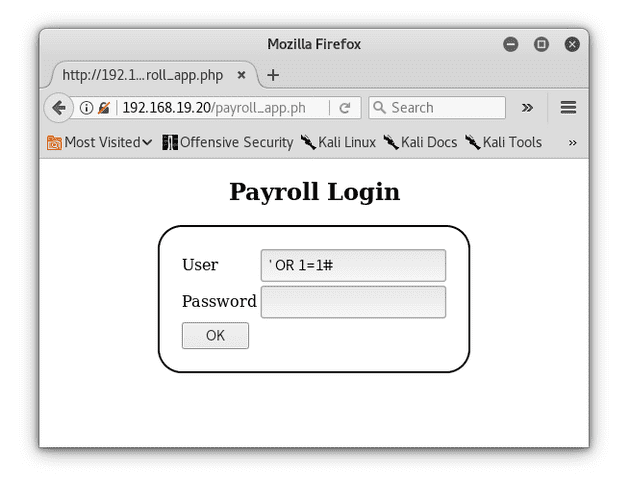 Mozilla Firefox
http://192.1...roll_app.php
192.168.19.20/payroll_app.ph Search
Most Visited Offensive Security Kali Linux Kali Docs Kali Tools
Payroll Login
User ' OR 1=1#
Password
OK